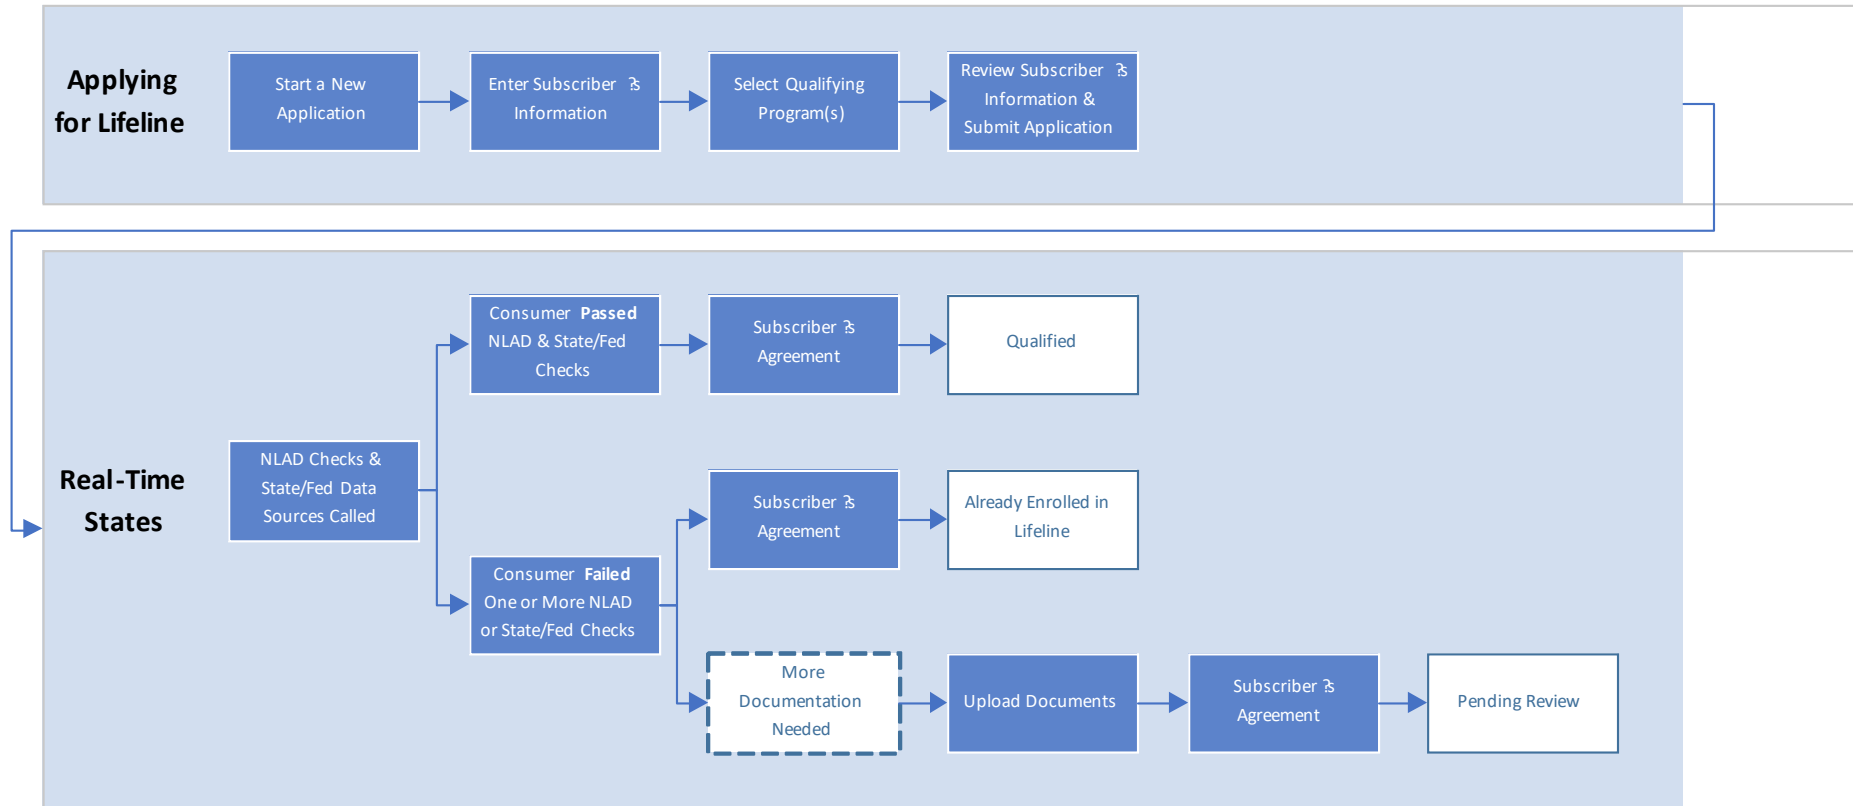 Applying
for Lifeline
Start a New
Application
Enter Subscriber ?s
Information
Select Qualifying
Program(s)
Review Subscriber ?s
Information &
Submit Application
Real-Time
States
NLAD Checks &
State/Fed Data
Sources Called
Consumer Passed
NLAD & State/Fed
Checks
Subscriber ?s
Agreement
Qualified
Consumer Failed
One or More NLAD
or State/Fed Checks
Subscriber ?s
Agreement
Already Enrolled in
Lifeline
More
Documentation
Needed
Upload Documents
Subscriber ?s
Agreement
Pending Review